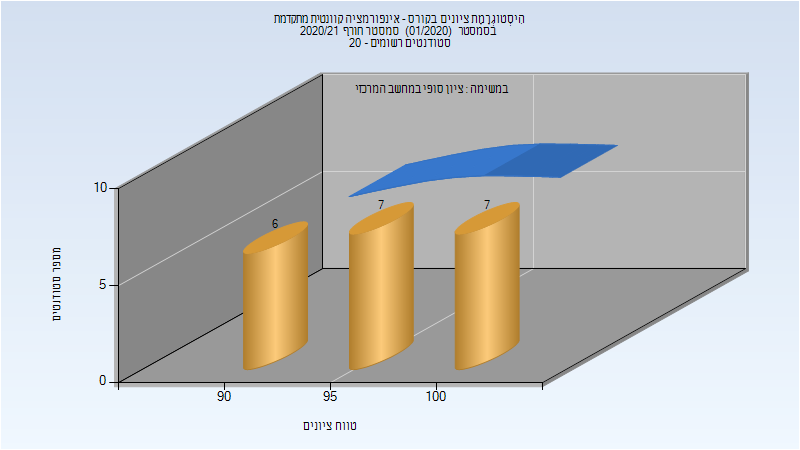 היסטוגרמת ציונים בקורס - אינפורמציה קוונטית מתקדמת
בסמסטר (01/2020) סמסטר חורף 2020/21
סטודנטים רשומים - 20
במשימה : ציון סופי במחשב המרכזי
10
5
0
מספר סטודנטים
6
7
7
90
95
100
טווח ציונים